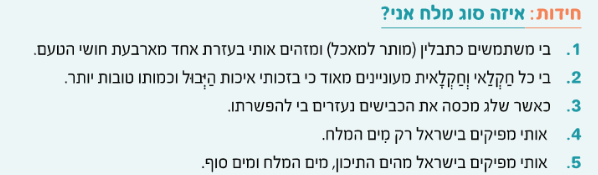 חידות: איזה סוג מלח אני?
1. בי משתמשים כתבלין (מותר למאכל) ומזהים אותי בעזרת אחד מארבעת חושי הטעם.
2. בי כל חַקְלַאי וְחַקְלָאִית מעוניינים מאוד כי בזכותי איכות הַיְּבוּל וכמותו טובות יותר.
3. כאשר שלג מכסה את הכבישים נעזרים בי להפשרתו.
4. אותי מפיקים בישראל רק מִים המלח.
5. אותי מפיקים בישראל מהים התיכון, מים המלח ומים סוף.